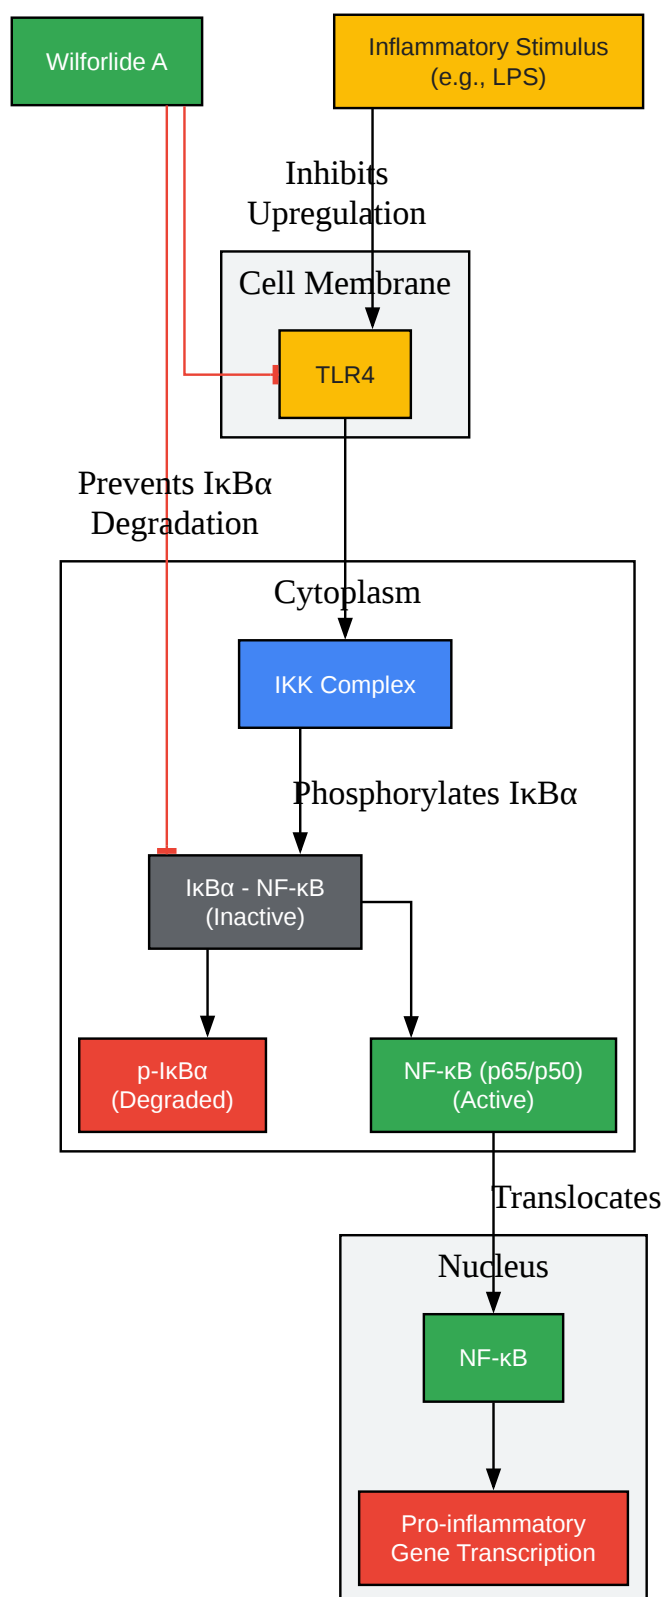 Wilforlide A
Inflammatory Stimulus
(e.g., LPS)
Inhibits
Upregulation
Cell Membrane
TLR4
Prevents IκBα
Degradation
Cytoplasm
IKK Complex
Phosphorylates IκBα
IκBα - NF-κB
(Inactive)
p-IκBα
(Degraded)
NF-κB (p65/p50)
(Active)
Translocates
Nucleus
NF-κB
Pro-inflammatory
Gene Transcription